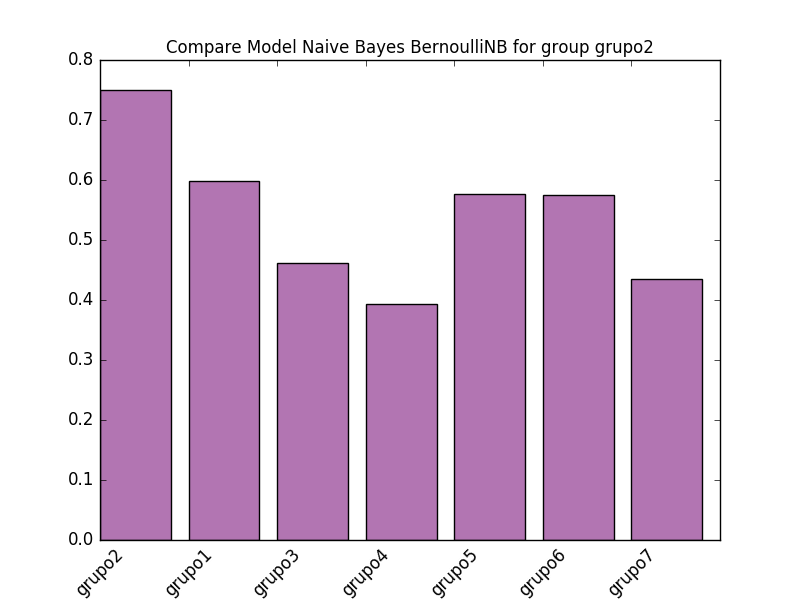 Compare Model Naive Bayes BernoulliNB for group grupo2
0.8
0.7
0.6
0.5
0.4
0.3
0.2
0.1
0.0
grupo2
grupo1
grupo3
grupo4
grupo5
grupo6
grupo7